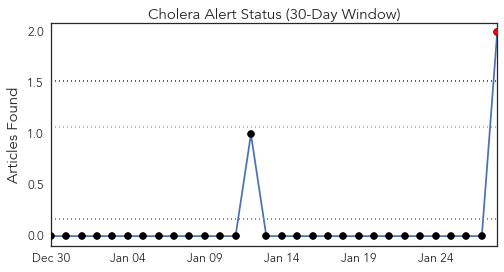 Cholera Alert Status (30-Day Window)
Articles Found
2.0
1.5
1.0
0.5
0.0
Dec 30 Jan 04 Jan 09 Jan 14 Jan 19 Jan 24